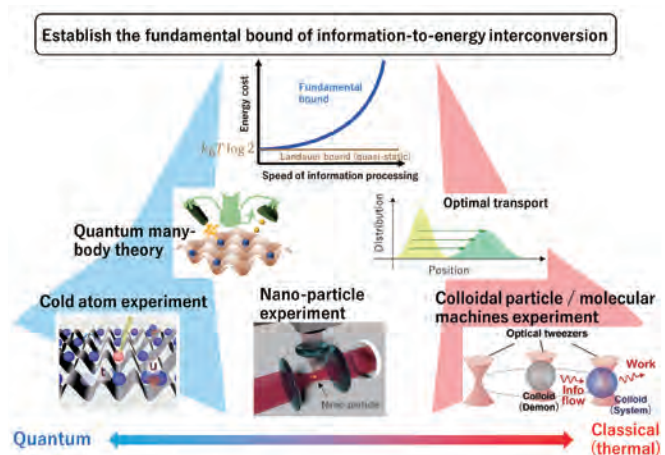 Establish the fundamental bound of information-to-energy interconversion
Energy cost
Fundamental
bound
kBT log 2
Landauer bound (quasi-static)
Speed of information processing
Quantum many-
body theory
Optimal transport
Distribution
Position
Cold atom experiment
t
u
Nano-particle
experiment
Nano-particle
Colloidal particle / molecular
machines experiment
Optical tweezers
Work
Info
flow
Colloid
(Demon)
Colloid
(System)
Quantum
Classical
(thermal)